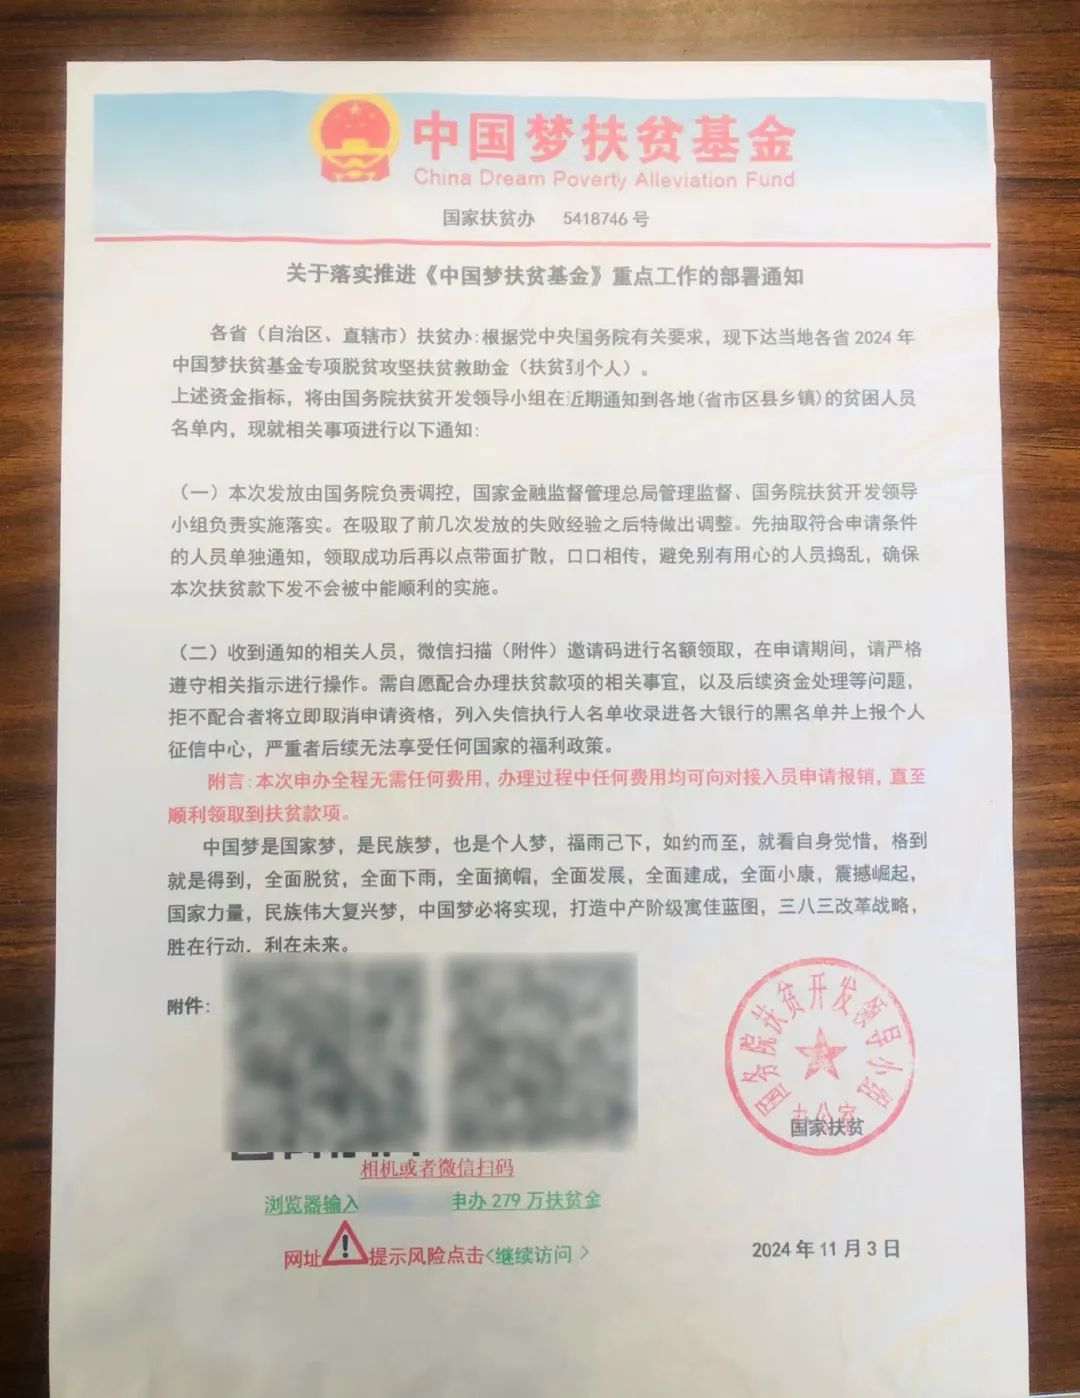 中国梦扶贫基金
China Dream Poverty Alleviation Fund
国家扶贫办 5418746 号
关于落实推进《中国梦扶贫基金》重点工作的部署通知
各省（自治区、直辖市）扶贫办:根据党中央国务院有关要求，现下达当地各省 2024 年
中国梦扶贫基金专项脱贫攻坚扶贫救助金（扶贫到个人）。
上述资金指标，将由国务院扶贫开发领导小组在近期通知到各地(省市区县乡镇)的贫困人员
名单内，现就相关事项进行以下通知:
（一）本次发放由国务院负责调控，国家金融监督管理总局管理监督、国务院扶贫开发领导
小组负责实施落实。在吸取了前几次发放的失败经验之后特做出调整。先抽取符合申请条件
的人员单独通知，领取成功后再以点带面扩散，口口相传，避免别有用心的人员捣乱，确保
本次扶贫款下发不会被中能顺利的实施。
（二）收到通知的相关人员，微信扫描（附件）邀请码进行名额领取，在申请期间，请严格
遵守相关指示进行操作。需自愿配合办理扶贫款项的相关事宜，以及后续资金处理等问题，
拒不配合者将立即取消申请资格，列入失信执行人名单收录进各大银行的黑名单并上报个人
征信中心，严重者后续无法享受任何国家的福利政策。
附言:本次申办全程无需任何费用，办理过程中任何费用均可向对接入员申请报销，直至
顺利领取到扶贫款项。
中国梦是国家梦，是民族梦，也是个人梦，福雨己下，如约而至，就看自身觉惜，格到
就是得到，全面脱贫，全面下雨，全面摘帽，全面发展，全面建成，全面小康，震撼崛起，
国家力量，民族伟大复兴梦，中国梦必将实现，打造中产阶级寓佳蓝图，三八三改革战略，
胜在行动，利在未来。
附件:
国务院扶贫开发领导小组
办公室
国家扶贫
相机或者微信扫码
浏览器输入 申办 279 万扶贫金
网址 ! 提示风险点击<继续访问 >
2024 年 11 月 3 日